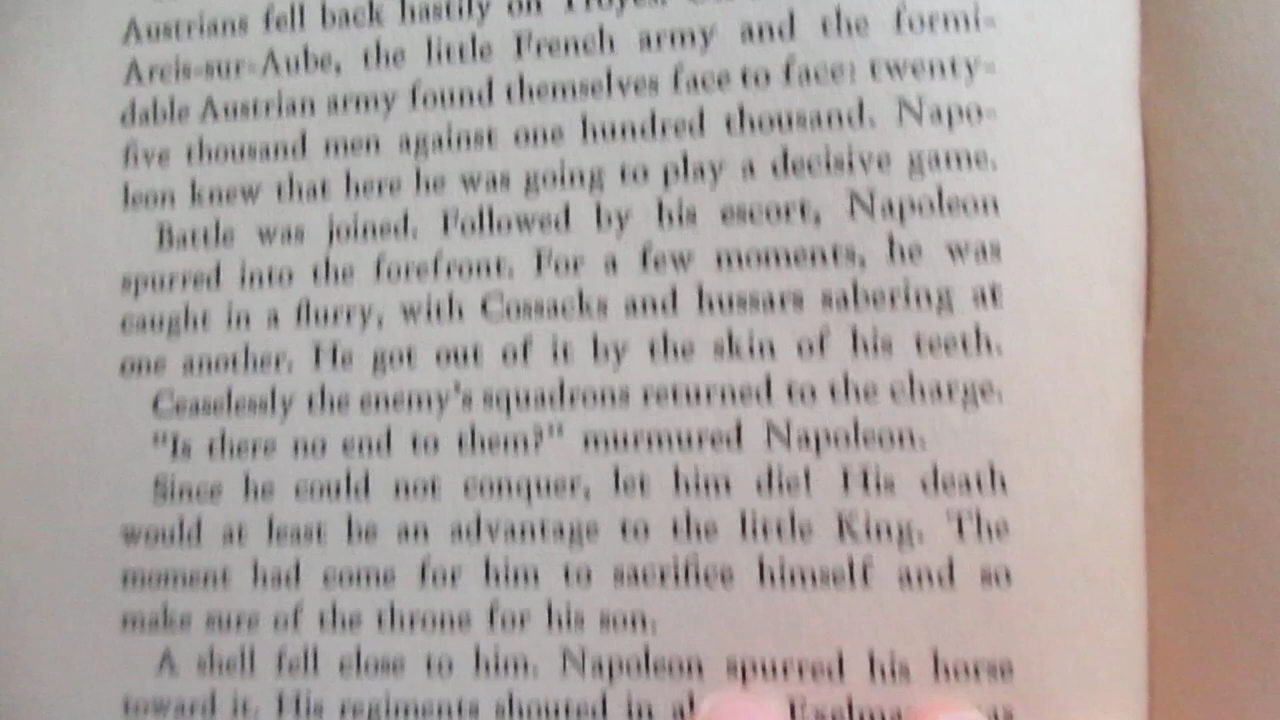 Austrians fell back hastily on Troyes.
Arcis-sur-Aube, the little French army and the formi-
dable Austrian army found themselves face to face: twenty-
five thousand men against one hundred thousand. Napo-
leon knew that here he was going to play a decisive game.
Battle was joined. Followed by his escort, Napoleon
spurred into the forefront. For a few moments, he was
caught in a flurry, with Cossacks and hussars sabering at
one another. He got out of it by the skin of his teeth.
Ceaselessly the enemy's squadrons returned to the charge.
"Is there no end to them?" murmured Napoleon.
Since he could not conquer, let him die! His death
would at least be an advantage to the little King. The
moment had come for him to sacrifice himself and so
make sure of the throne for his son.
A shell fell close to him. Napoleon spurred his horse
toward it. His regiments shouted in